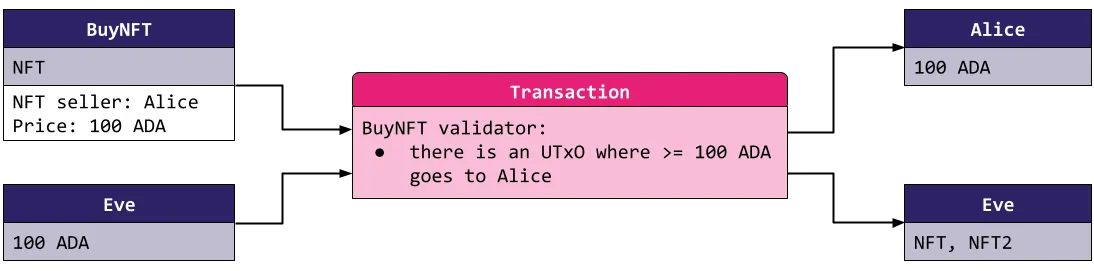 BuyNFT
NFT
NFT seller: Alice
Price: 100 ADA
Eve
100 ADA
Transaction
BuyNFT validator:
● there is an UTxO where >= 100 ADA
goes to Alice
Alice
100 ADA
Eve
NFT, NFT2